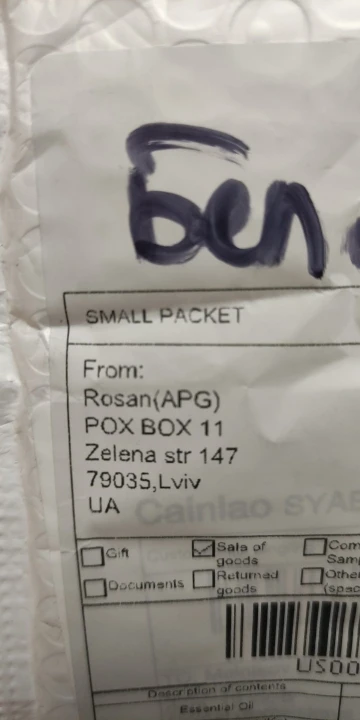 Бел
SMALL PACKET
From:
Rosan(APG)
POX BOX 11
Zelena str 147
79035,Lviv
UA
Cainiao
Gift
Sale of goods
Documents
Returned goods
Description of contents
Essential Oil